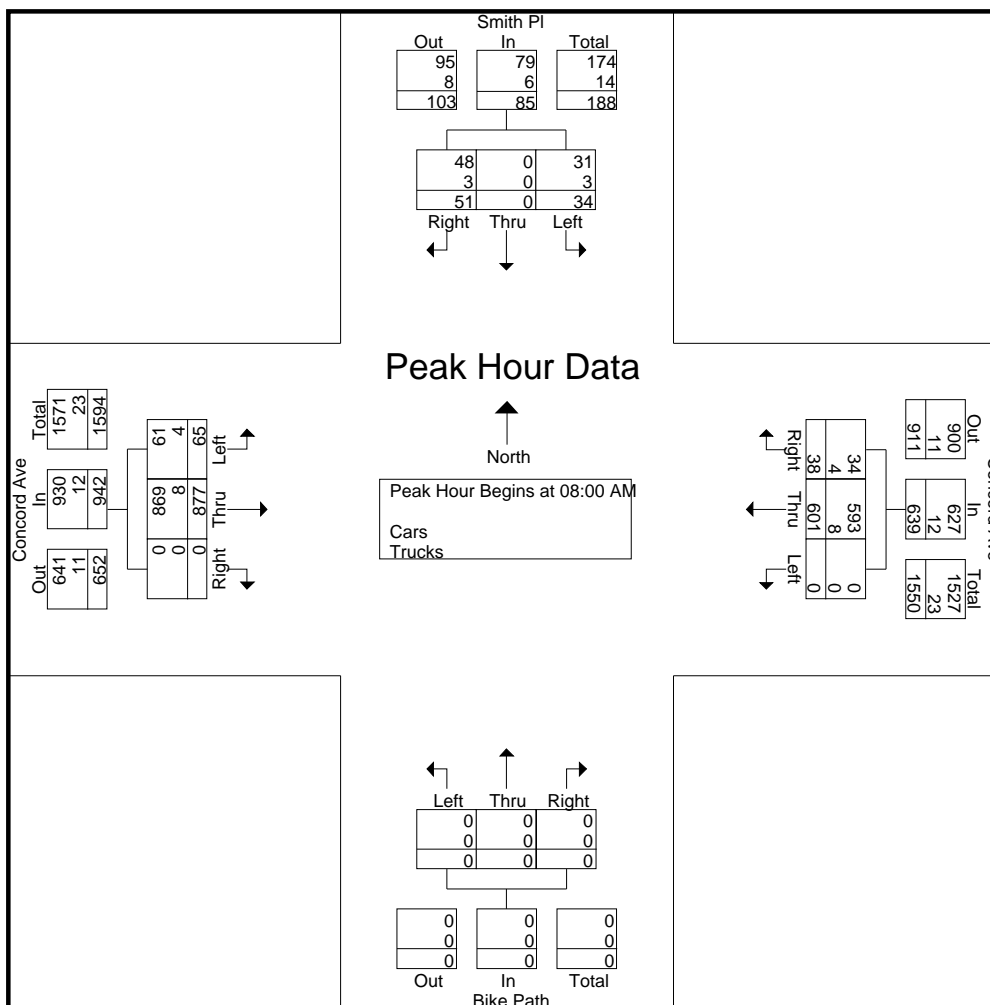 Smith Pl
Out In Total
95 79 174
8 6 14
103 85 188
48 0 31
3 0 3
51 0 34
Right Thru Left
Peak Hour Data
North
Peak Hour Begins at 08:00 AM
Cars
Trucks
Concord Ave
Total In Out
1571 930 641
23 12 11
1594 942 652
61 869 0
4 8 0
65 877 0
Left Thru Right
Out In Total
900 627 1527
11 12 23
911 639 1550
34 593 0
4 8 0
38 601 0
Right Thru Left
Left Thru Right
0 0 0
0 0 0
0 0 0
0 0 0
0 0 0
0 0 0
Out In Total
Bike Path